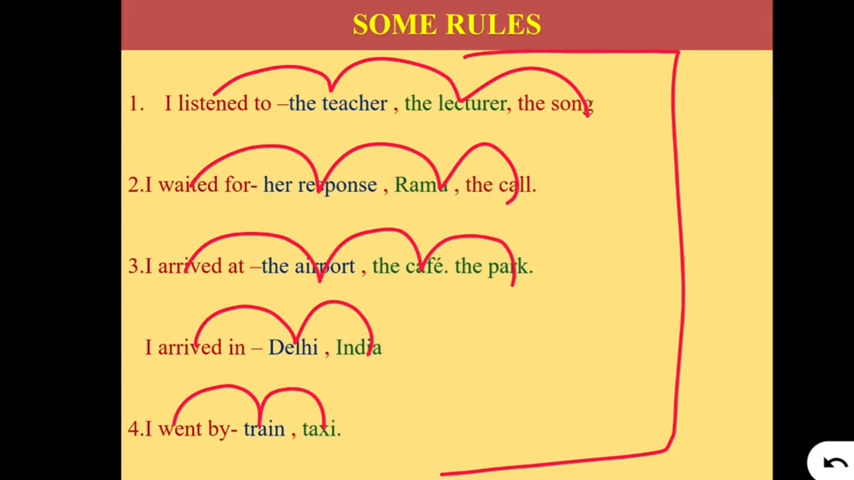 SOME RULES
1. I listened to –the teacher , the lecturer, the song
2.I waited for- her response , Ramu , the call.
3.I arrived at –the airport , the café. the park.
I arrived in – Delhi , India
4.I went by- train , taxi.